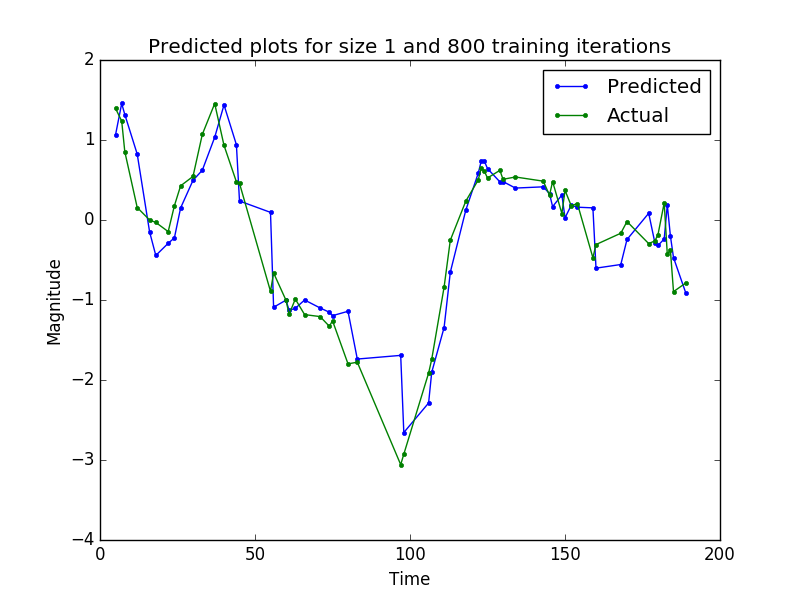 Predicted plots for size 1 and 800 training iterations
Predicted
Actual
2
1
0
−1
−2
−3
−4
Magnitude
0 50 100 150 200
Time